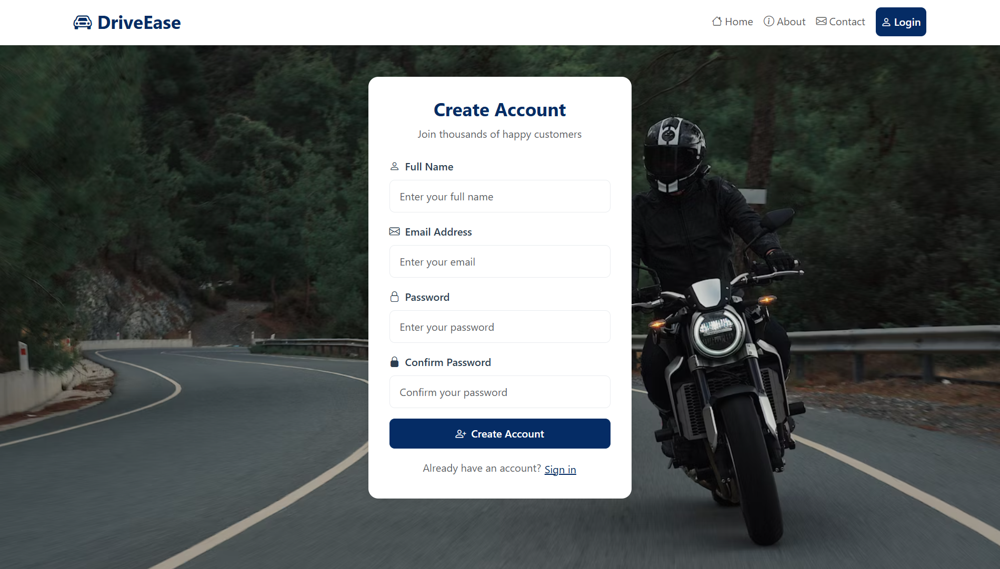 DriveEase
Home
About
Contact
Login
Create Account
Join thousands of happy customers
Full Name
Enter your full name
Email Address
Enter your email
Password
Enter your password
Confirm Password
Confirm your password
Create Account
Already have an account? Sign in